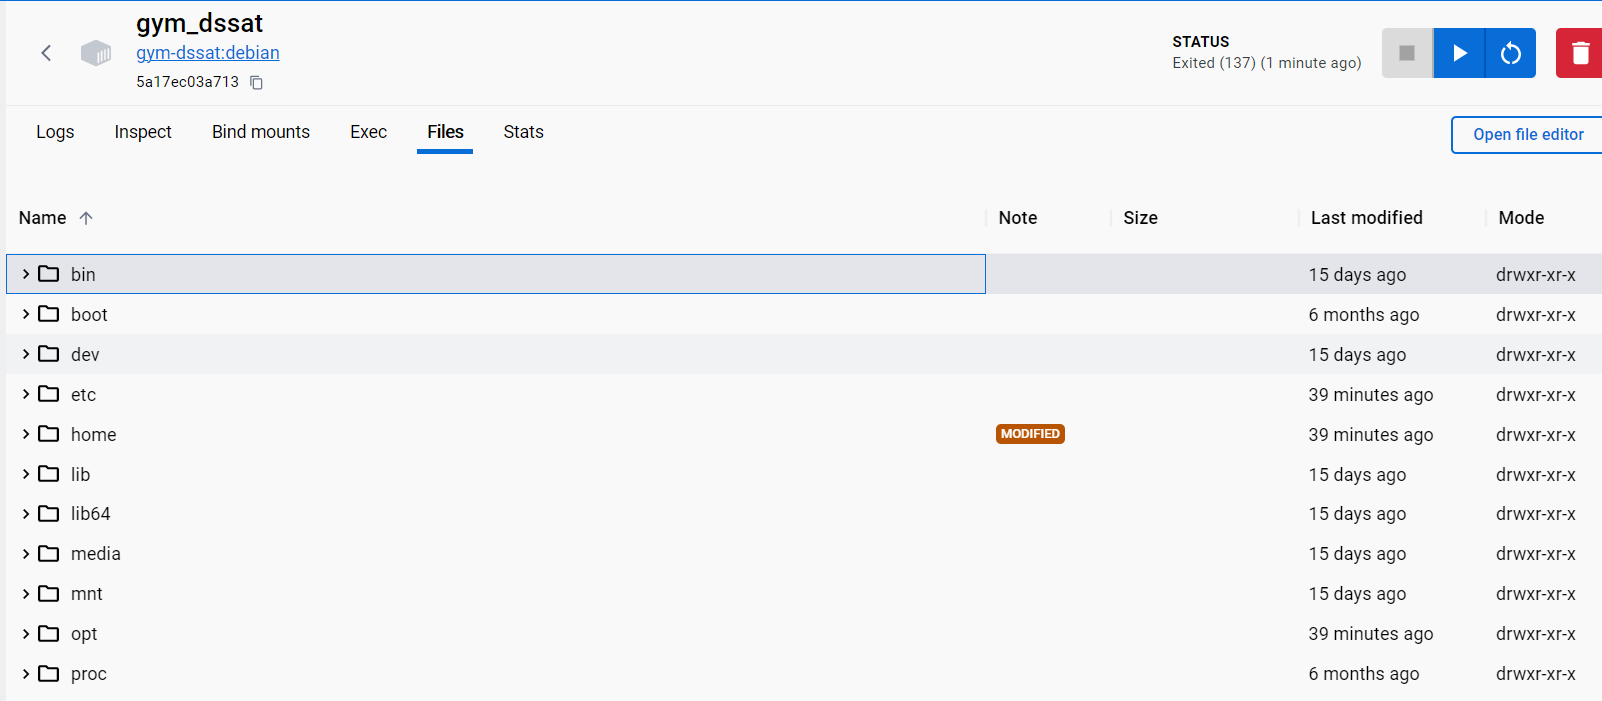 gym_dssat
gym-dssat:debian
5a17ec03a713
STATUS
Exited (137) (1 minute ago)
Logs Inspect Bind mounts Exec Files Stats
Open file editor
Name Note Size Last modified Mode
bin 15 days ago drwxr-xr-x
boot 6 months ago drwxr-xr-x
dev 15 days ago drwxr-xr-x
etc 39 minutes ago drwxr-xr-x
home MODIFIED 39 minutes ago drwxr-xr-x
lib 15 days ago drwxr-xr-x
lib64 15 days ago drwxr-xr-x
media 15 days ago drwxr-xr-x
mnt 15 days ago drwxr-xr-x
opt 39 minutes ago drwxr-xr-x
proc 6 months ago drwxr-xr-x